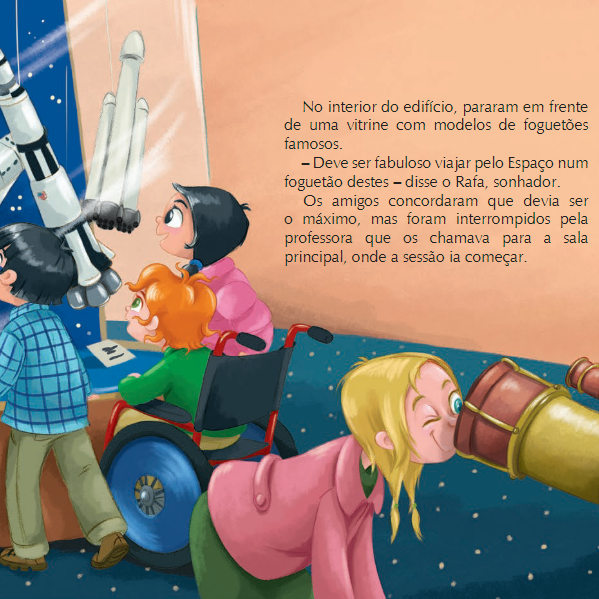 No interior do edifício, pararam em frente
de uma vitrine com modelos de foguetões
famosos.
– Deve ser fabuloso viajar pelo Espaço num
foguetão destes – disse o Rafa, sonhador.
Os amigos concordaram que devia ser
o máximo, mas foram interrompidos pela
professora que os chamava para a sala
principal, onde a sessão ia começar.